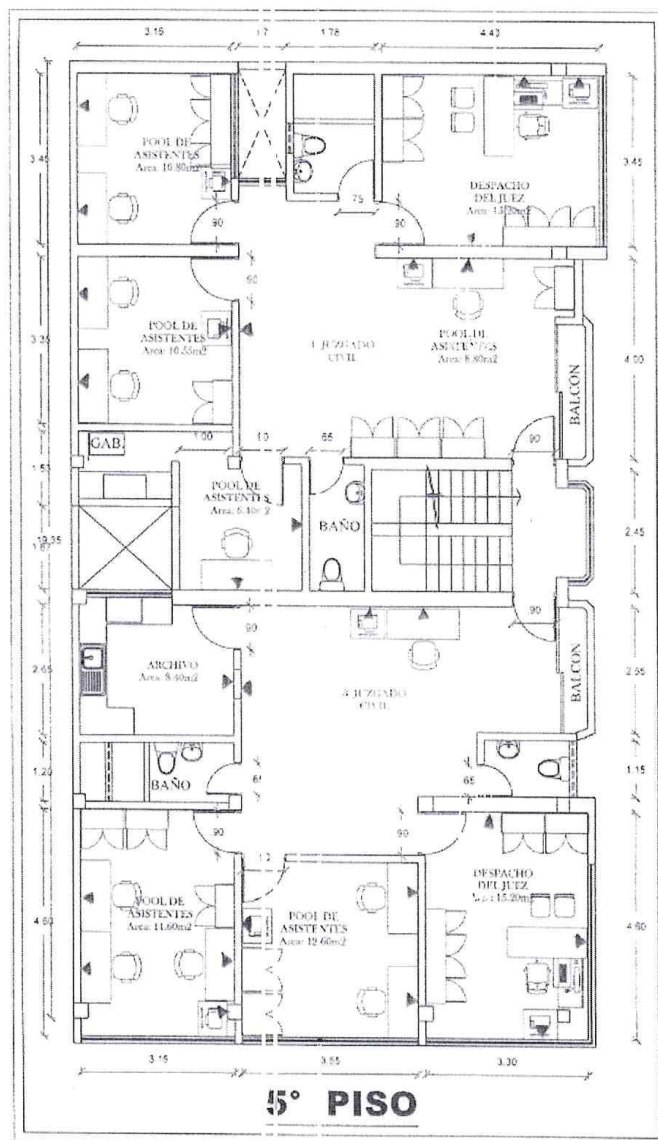 3.15
1.78
4.40
3.45
POOL DE
ASISTENTES
Area: 10.80m2
DESPACHO
DEL JUEZ
3.45
75
90
90
90
3.35
POOL DE
ASISTENTES
Area: 10.55m2
JUZGADO
CIVIL
POOL DE
ASISTENTES
Area: 8.80m2
BALCON
4.00
GAB.
1.00
65
90
POOL DE
ASISTENTES
BAÑO
2.45
90
90
2.65
ARCHIVO
Area: 8.40m2
JUZGADO
CIVIL
BALCON
2.55
1.20
BAÑO
65
65
1.15
90
90
4.60
POOL DE
ASISTENTES
Area: 11.60m2
POOL DE
ASISTENTES
Area: 12.60m2
DESPACHO
DEL JUEZ
15.20m2
4.60
3.15
3.55
3.30
5° PISO